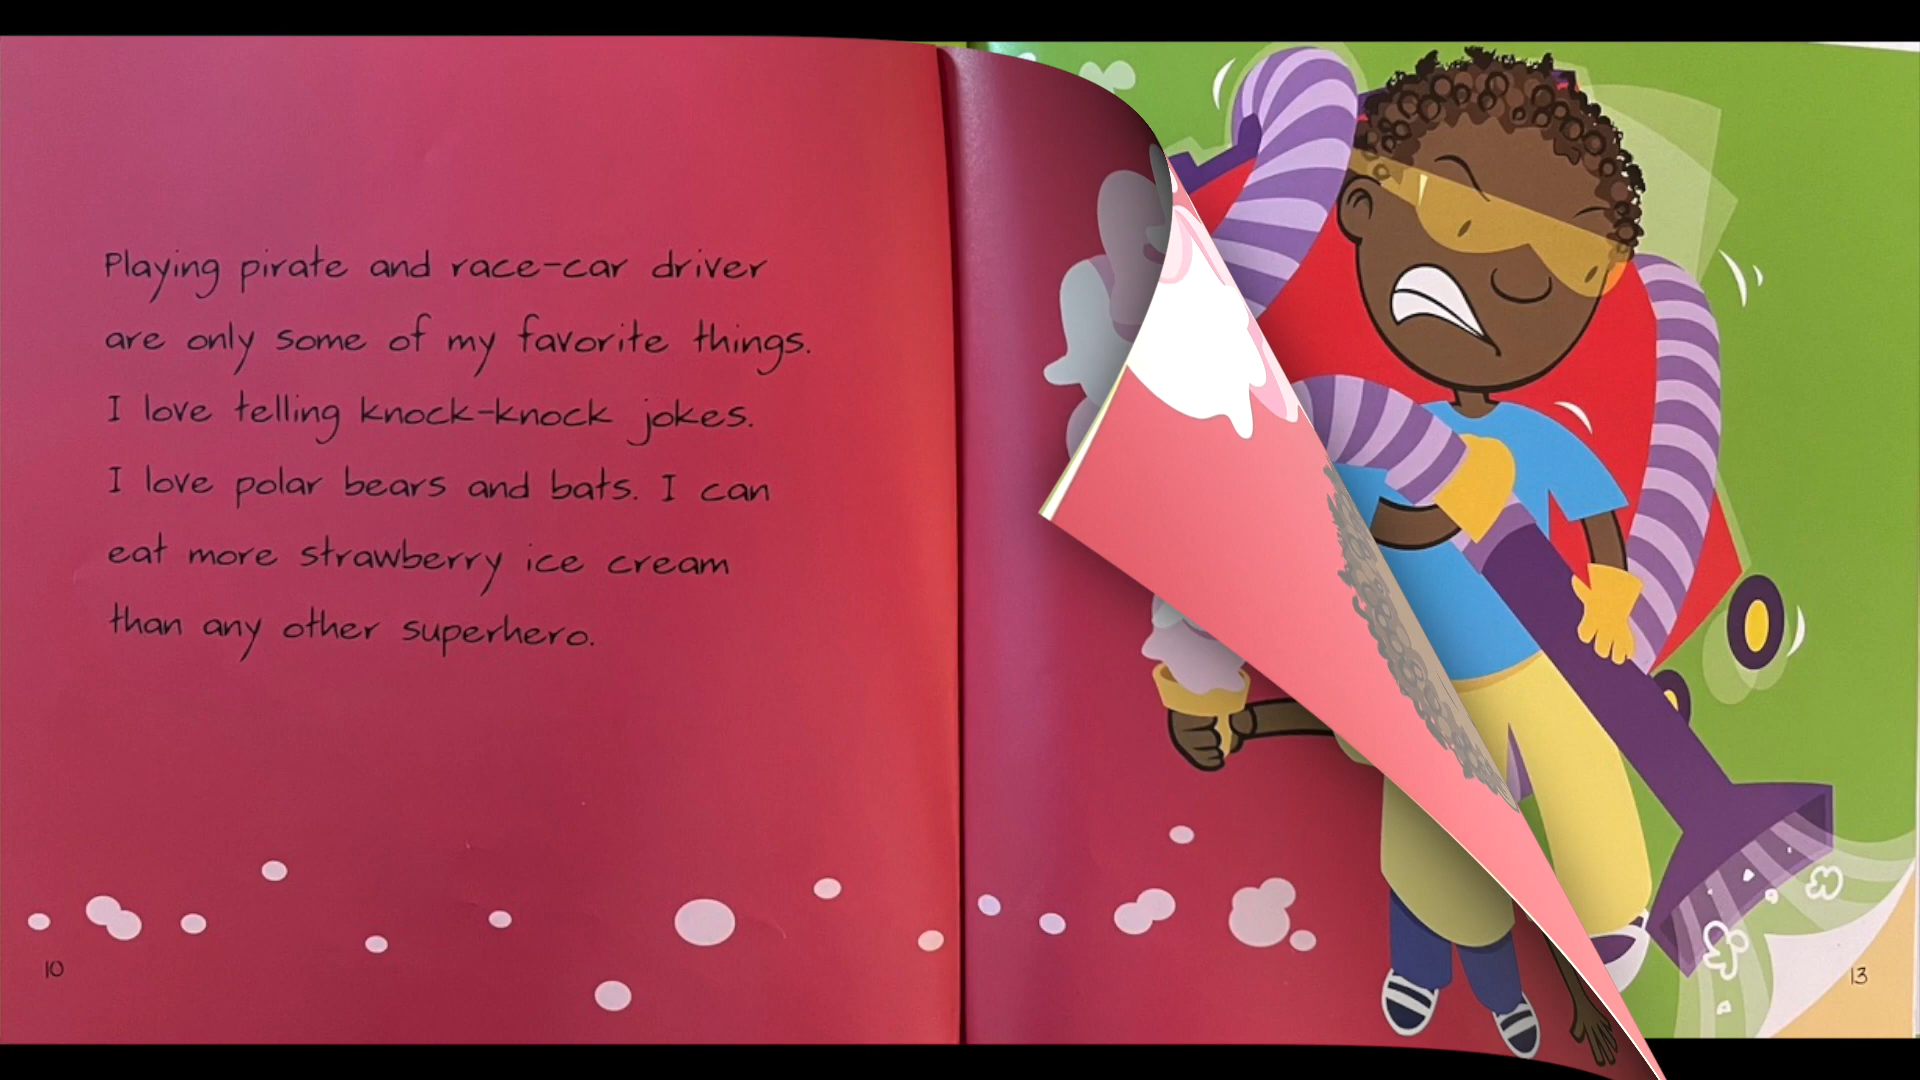 Playing pirate and race-car driver
are only some of my favorite things.
I love telling knock-knock jokes.
I love polar bears and bats. I can
eat more strawberry ice cream
than any other superhero.
10
13